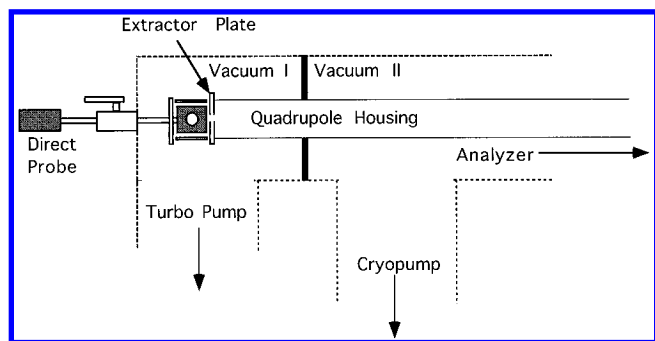 Extractor Plate
Vacuum I
Vacuum II
Quadrupole Housing
Direct
Probe
Analyzer
Turbo Pump
Cryopump